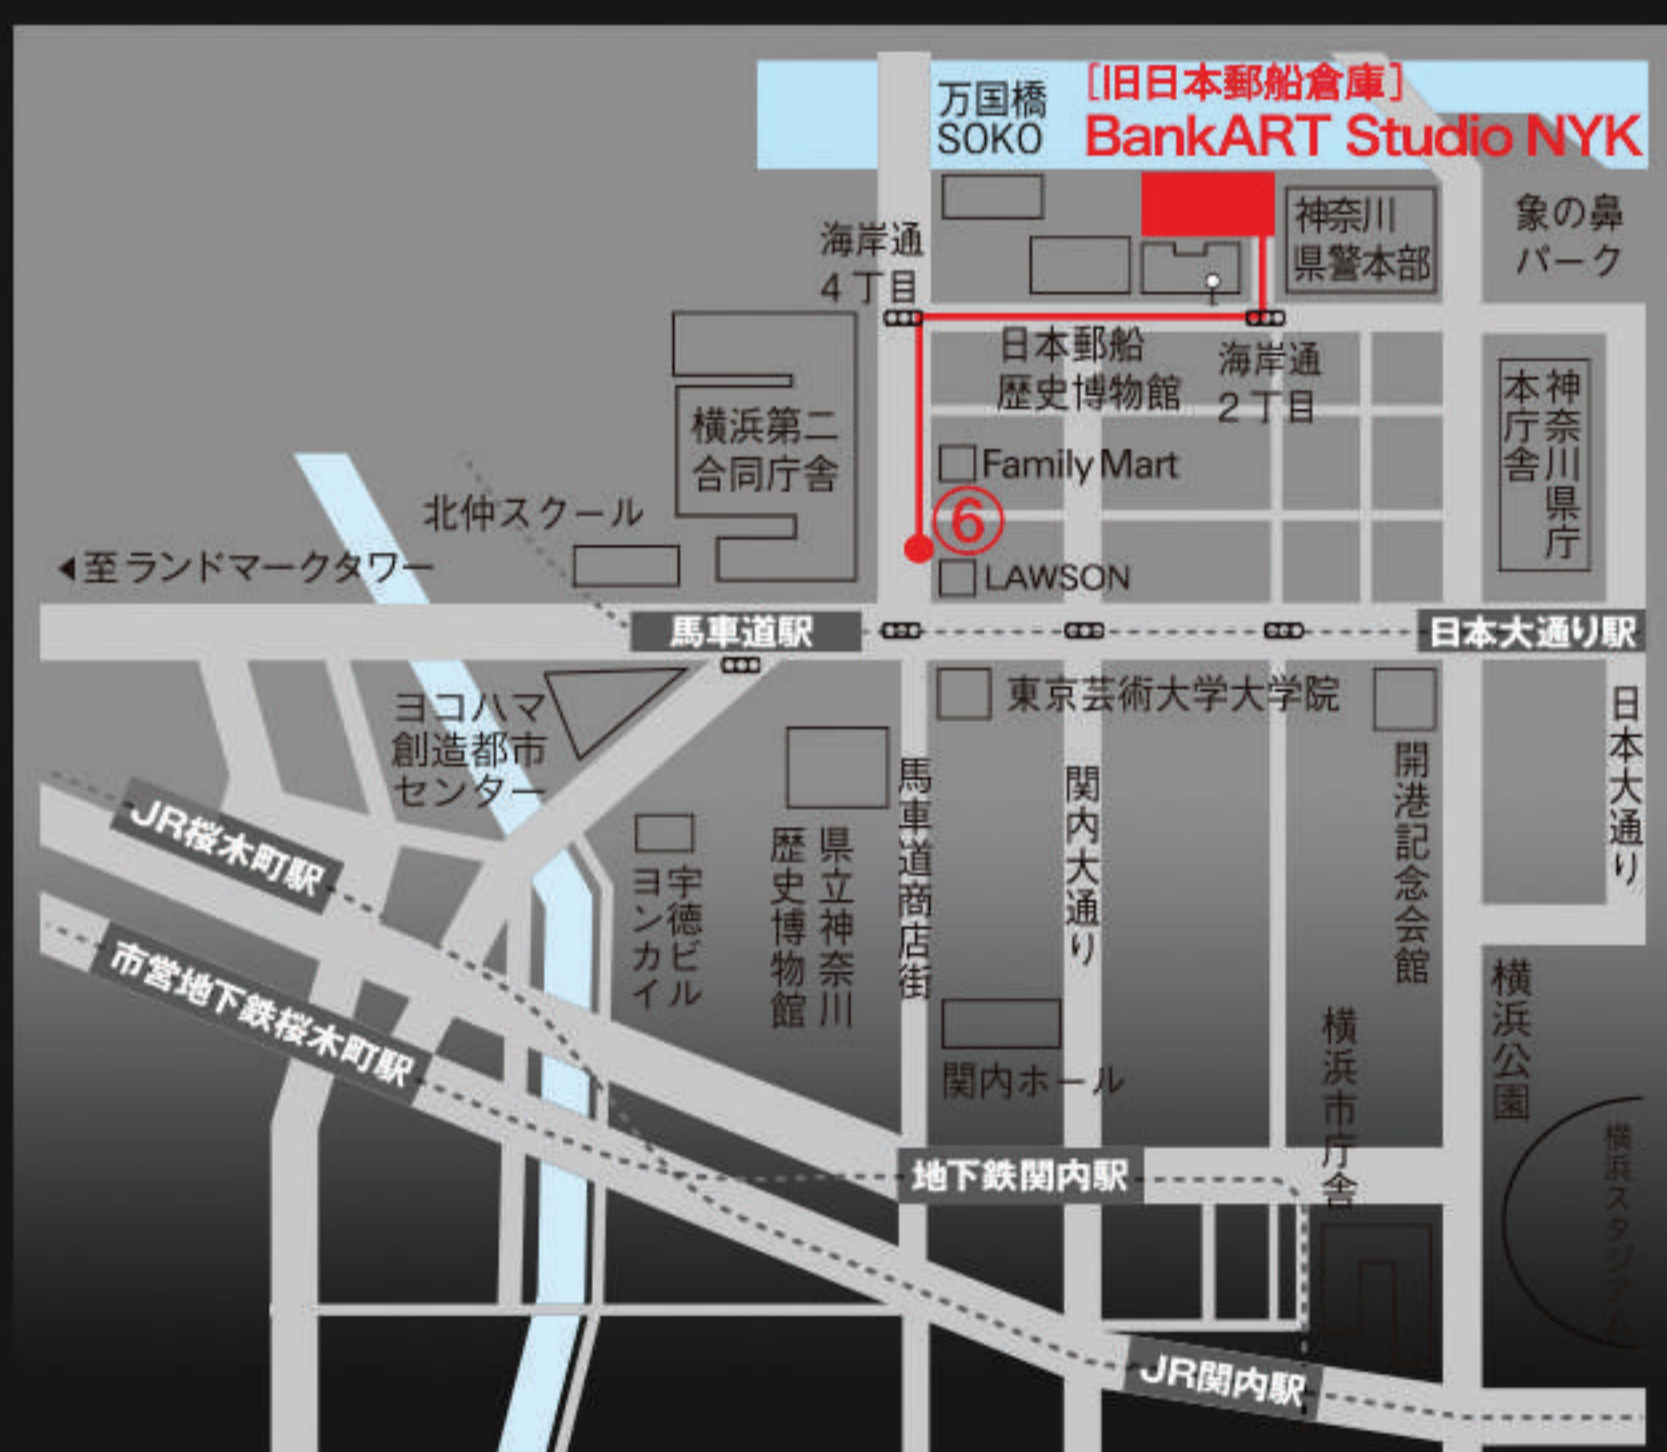 [旧日本郵船倉庫]
BankART Studio NYK
万国橋
SOKO
神奈川
県警本部
象の鼻
パーク
海岸通
4丁目
日本郵船
歴史博物館
海岸通
2丁目
神奈川県庁
本庁舎
横浜第二
合同庁舎
FamilyMart
⑥
LAWSON
北仲スクール
◀至ランドマークタワー
馬車道駅
日本大通り駅
ヨコハマ
創造都市
センター
東京芸術大学大学院
日本大通り
開港記念会館
馬車道商店街
関内大通り
県立神奈川
歴史博物館
宇徳ビル
ヨンカイ
JR桜木町駅
市営地下鉄桜木町駅
関内ホール
横浜公園
横浜市庁舎
横浜スタジアム
地下鉄関内駅
JR関内駅